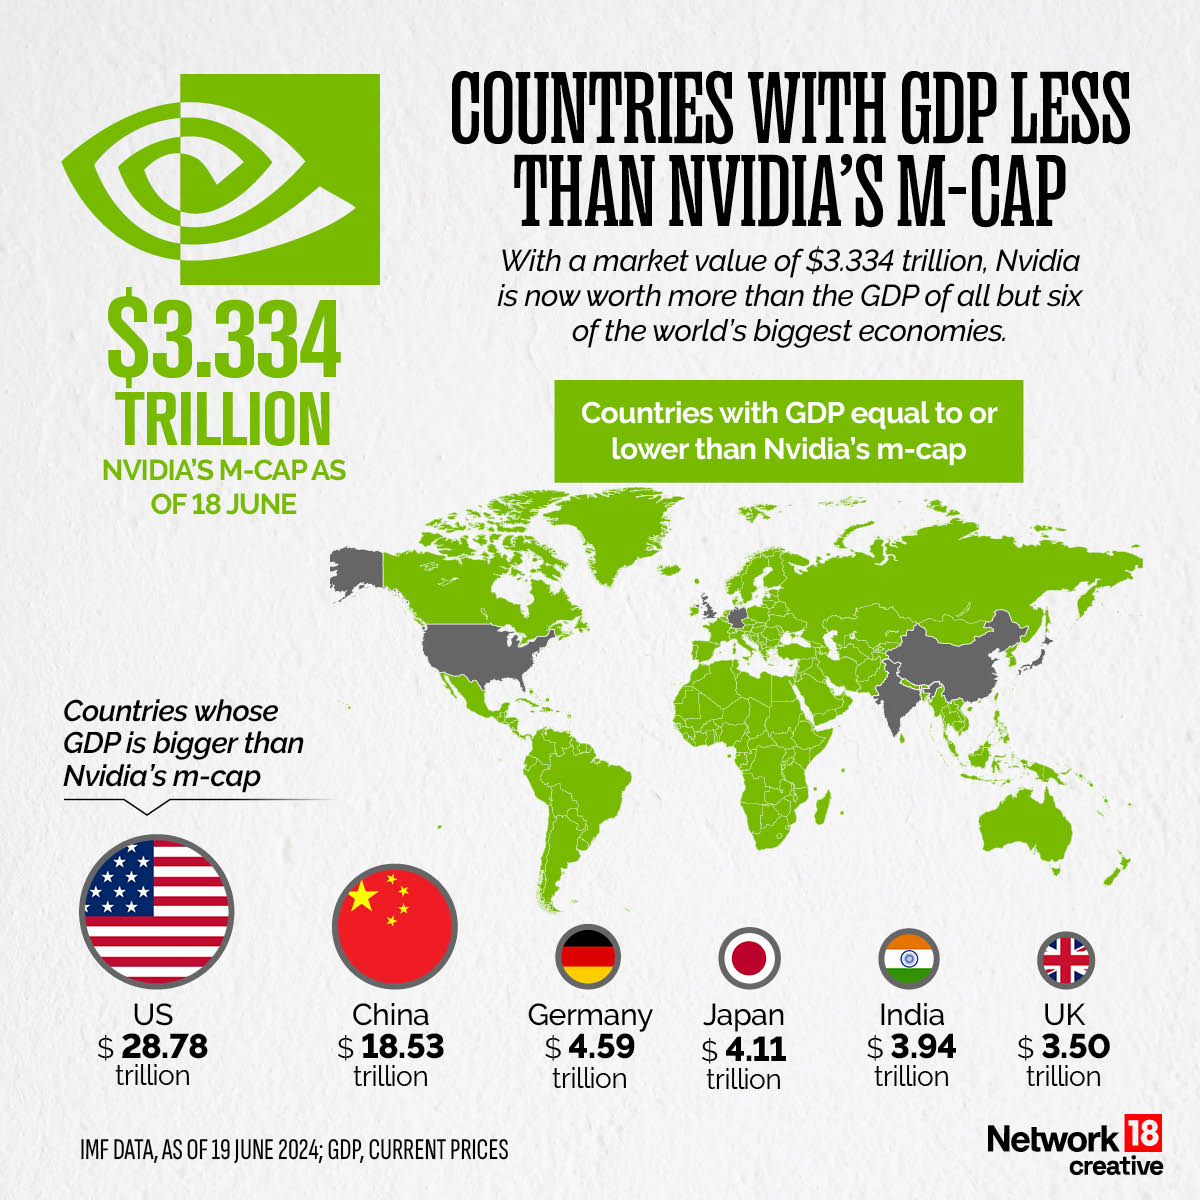 COUNTRIES WITH GDP LESS
THAN NVIDIA'S M-CAP
With a market value of $3.334 trillion, Nvidia
is now worth more than the GDP of all but six
of the world's biggest economies.
$3.334
TRILLION
NVIDIA'S M-CAP AS
OF 18 JUNE
Countries with GDP equal to or
lower than Nvidia's m-cap
Countries whose
GDP is bigger than
Nvidia's m-cap
US
$ 28.78
trillion
China
$ 18.53
trillion
Germany
$ 4.59
trillion
Japan
$ 4.11
trillion
India
$ 3.94
trillion
UK
$ 3.50
trillion
IMF DATA, AS OF 19 JUNE 2024; GDP, CURRENT PRICES
Network 18
creative